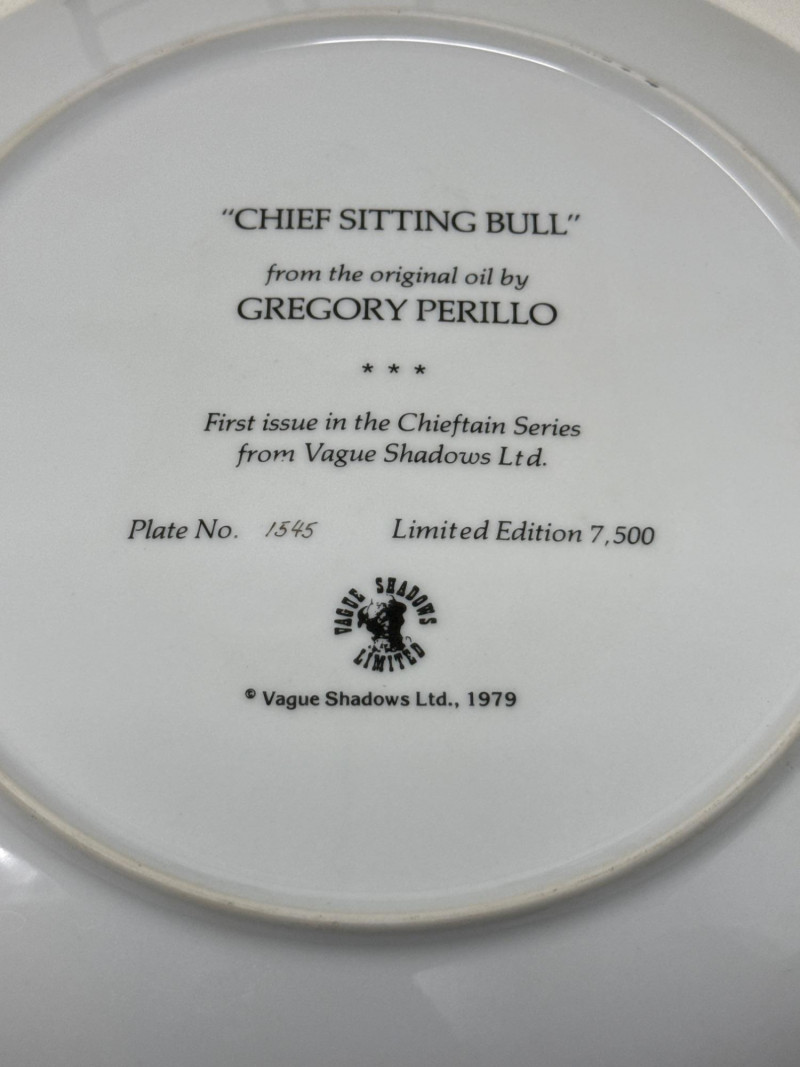 "CHIEF SITTING BULL"
from the original oil by
GREGORY PERILLO
* * *
First issue in the Chieftain Series
from Vague Shadows Ltd.
Plate No. 1545 Limited Edition 7,500
VAGUE SHADOWS
LIMITED
© Vague Shadows Ltd., 1979